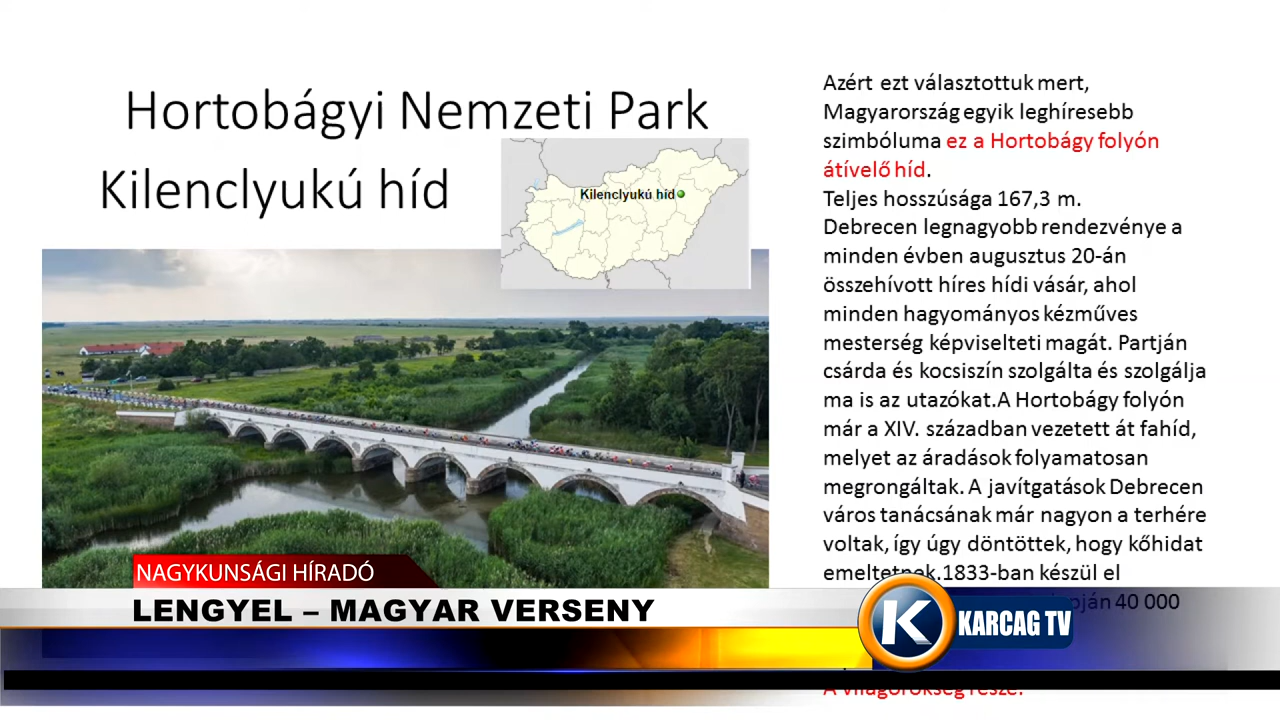 Hortobágyi Nemzeti Park
Kilenclyukú híd
Kilenclyukú híd
Azért ezt választottuk mert,
Magyarország egyik leghíresebb
szimbóluma ez a Hortobágy folyón
átívelő híd.
Teljes hosszúsága 167,3 m.
Debrecen legnagyobb rendezvénye a
minden évben augusztus 20-án
összehívott híres hídi vásár, ahol
minden hagyományos kézműves
mesterség képviselteti magát. Partján
csárda és kocsiszín szolgálta és szolgálja
ma is az utazókat.A Hortobágy folyón
már a XIV. században vezetett át fahíd,
melyet az áradások folyamatosan
megrongáltak. A javítgatások Debrecen
város tanácsának már nagyon a terhére
voltak, így úgy döntöttek, hogy kőhidat
emeltetnek.1833-ban készül el
40 000
A világörökség része.
NAGYKUNSÁGI HÍRADÓ
LENGYEL – MAGYAR VERSENY
K KARCAG TV